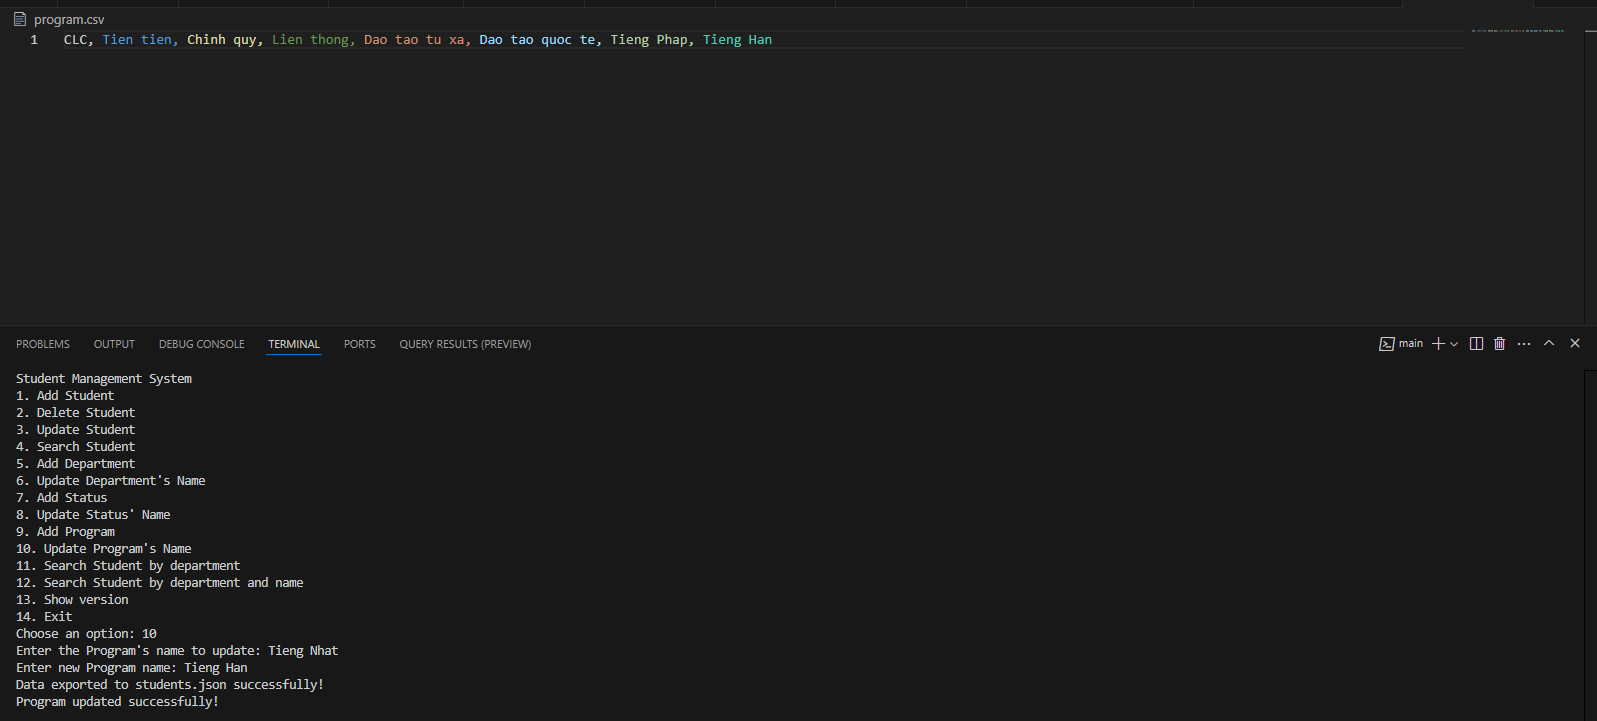 program.csv
1 CLC, Tien tien, Chinh quy, Lien thong, Dao tao tu xa, Dao tao quoc te, Tieng Phap, Tieng Han
PROBLEMS OUTPUT DEBUG CONSOLE TERMINAL PORTS QUERY RESULTS (PREVIEW) main
Student Management System
1. Add Student
2. Delete Student
3. Update Student
4. Search Student
5. Add Department
6. Update Department's Name
7. Add Status
8. Update Status' Name
9. Add Program
10. Update Program's Name
11. Search Student by department
12. Search Student by department and name
13. Show version
14. Exit
Choose an option: 10
Enter the Program's name to update: Tieng Nhat
Enter new Program name: Tieng Han
Data exported to students.json successfully!
Program updated successfully!